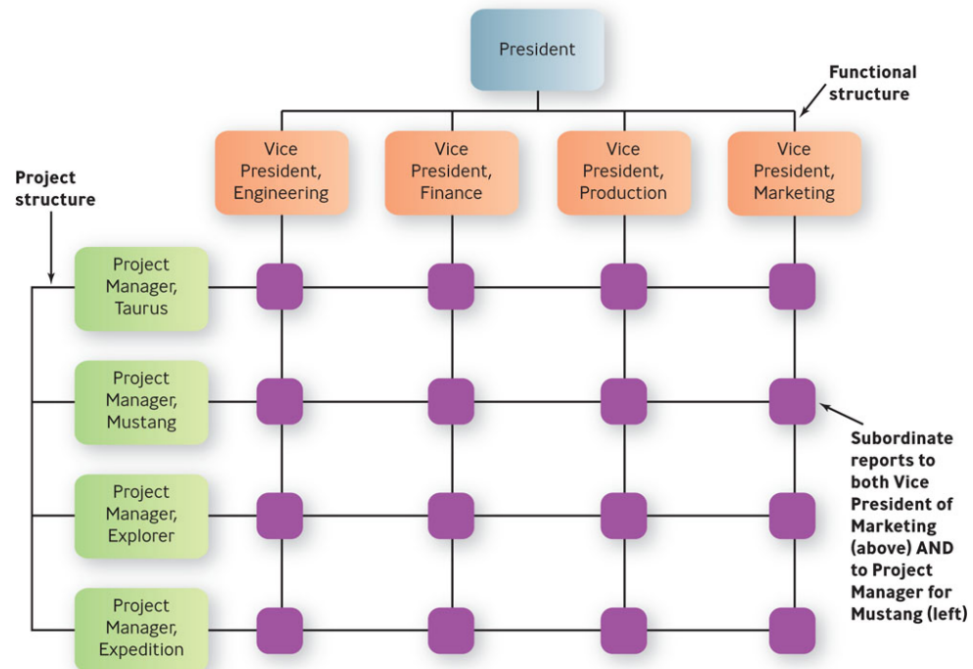 President
Functional
structure
Vice
President,
Engineering
Vice
President,
Finance
Vice
President,
Production
Vice
President,
Marketing
Project
structure
Project
Manager,
Taurus
Project
Manager,
Mustang
Subordinate
reports to
both Vice
President of
Marketing
(above) AND
to Project
Manager for
Mustang (left)
Project
Manager,
Explorer
Project
Manager,
Expedition